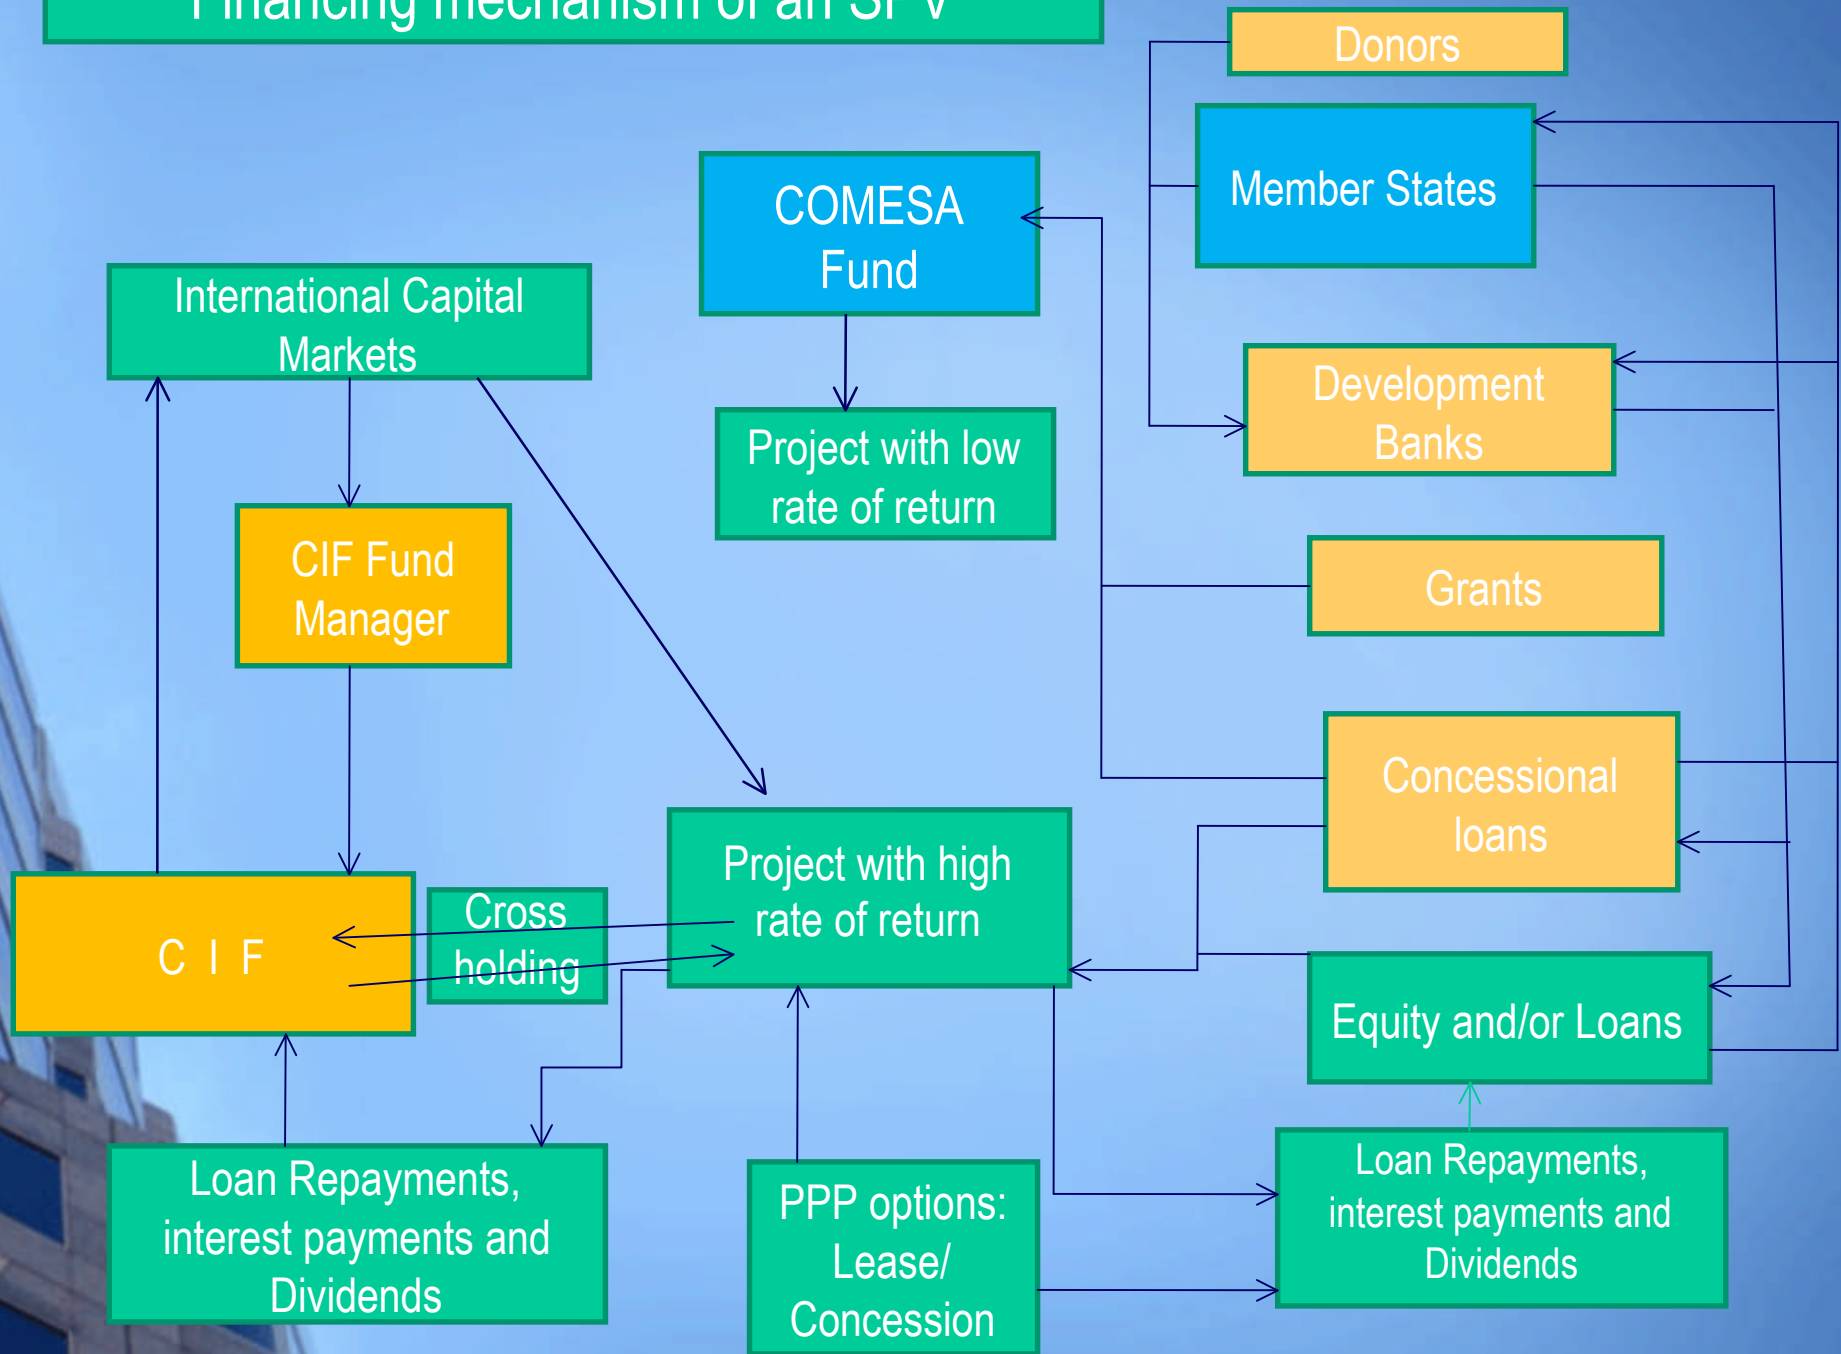 Financing mechanism of an SPV
Donors
Member States
COMESA
Fund
International Capital
Markets
Development
Banks
Project with low
rate of return
CIF Fund
Manager
Grants
Concessional
loans
Project with high
rate of return
Cross
holding
C I F
Equity and/or Loans
Loan Repayments,
interest payments and
Dividends
PPP options:
Lease/
Concession
Loan Repayments,
interest payments and
Dividends